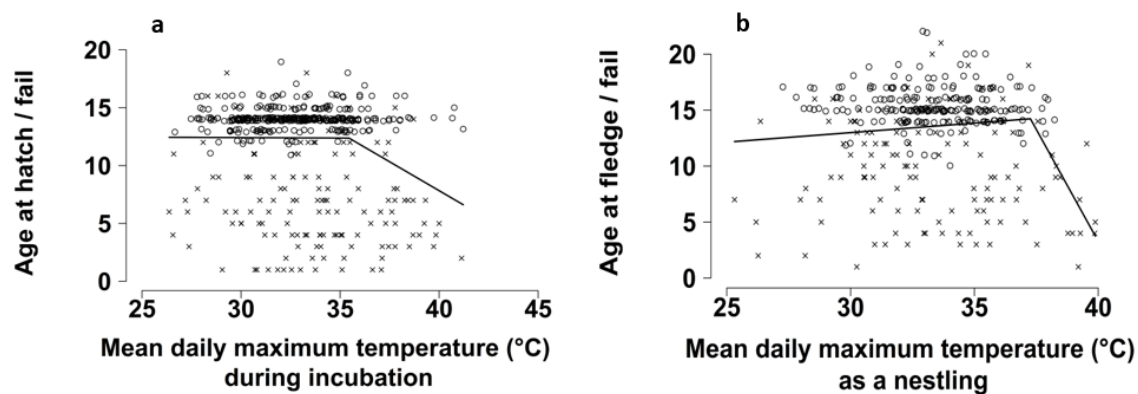 a
Age at hatch / fail
20
15
10
5
0
25 30 35 40 45
Mean daily maximum temperature (°C)
during incubation
b
Age at fledge / fail
20
15
10
5
0
25 30 35 40
Mean daily maximum temperature (°C)
as a nestling